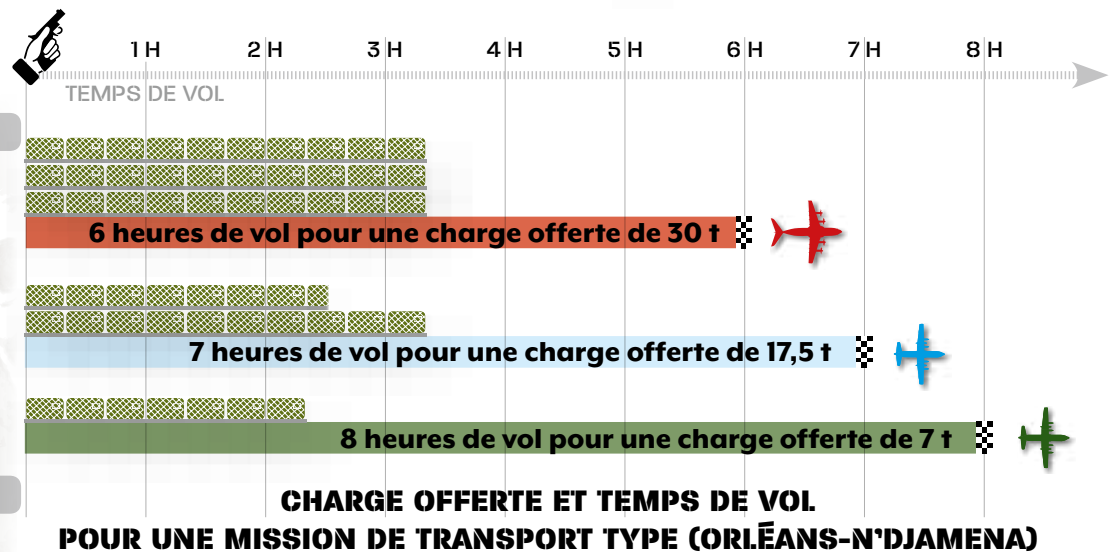 1 H 2 H 3 H 4 H 5 H 6 H 7 H 8 H
TEMPS DE VOL
6 heures de vol pour une charge offerte de 30 t
7 heures de vol pour une charge offerte de 17,5 t
8 heures de vol pour une charge offerte de 7 t
CHARGE OFFERTE ET TEMPS DE VOL
POUR UNE MISSION DE TRANSPORT TYPE (ORLÉANS-N'DJAMENA)